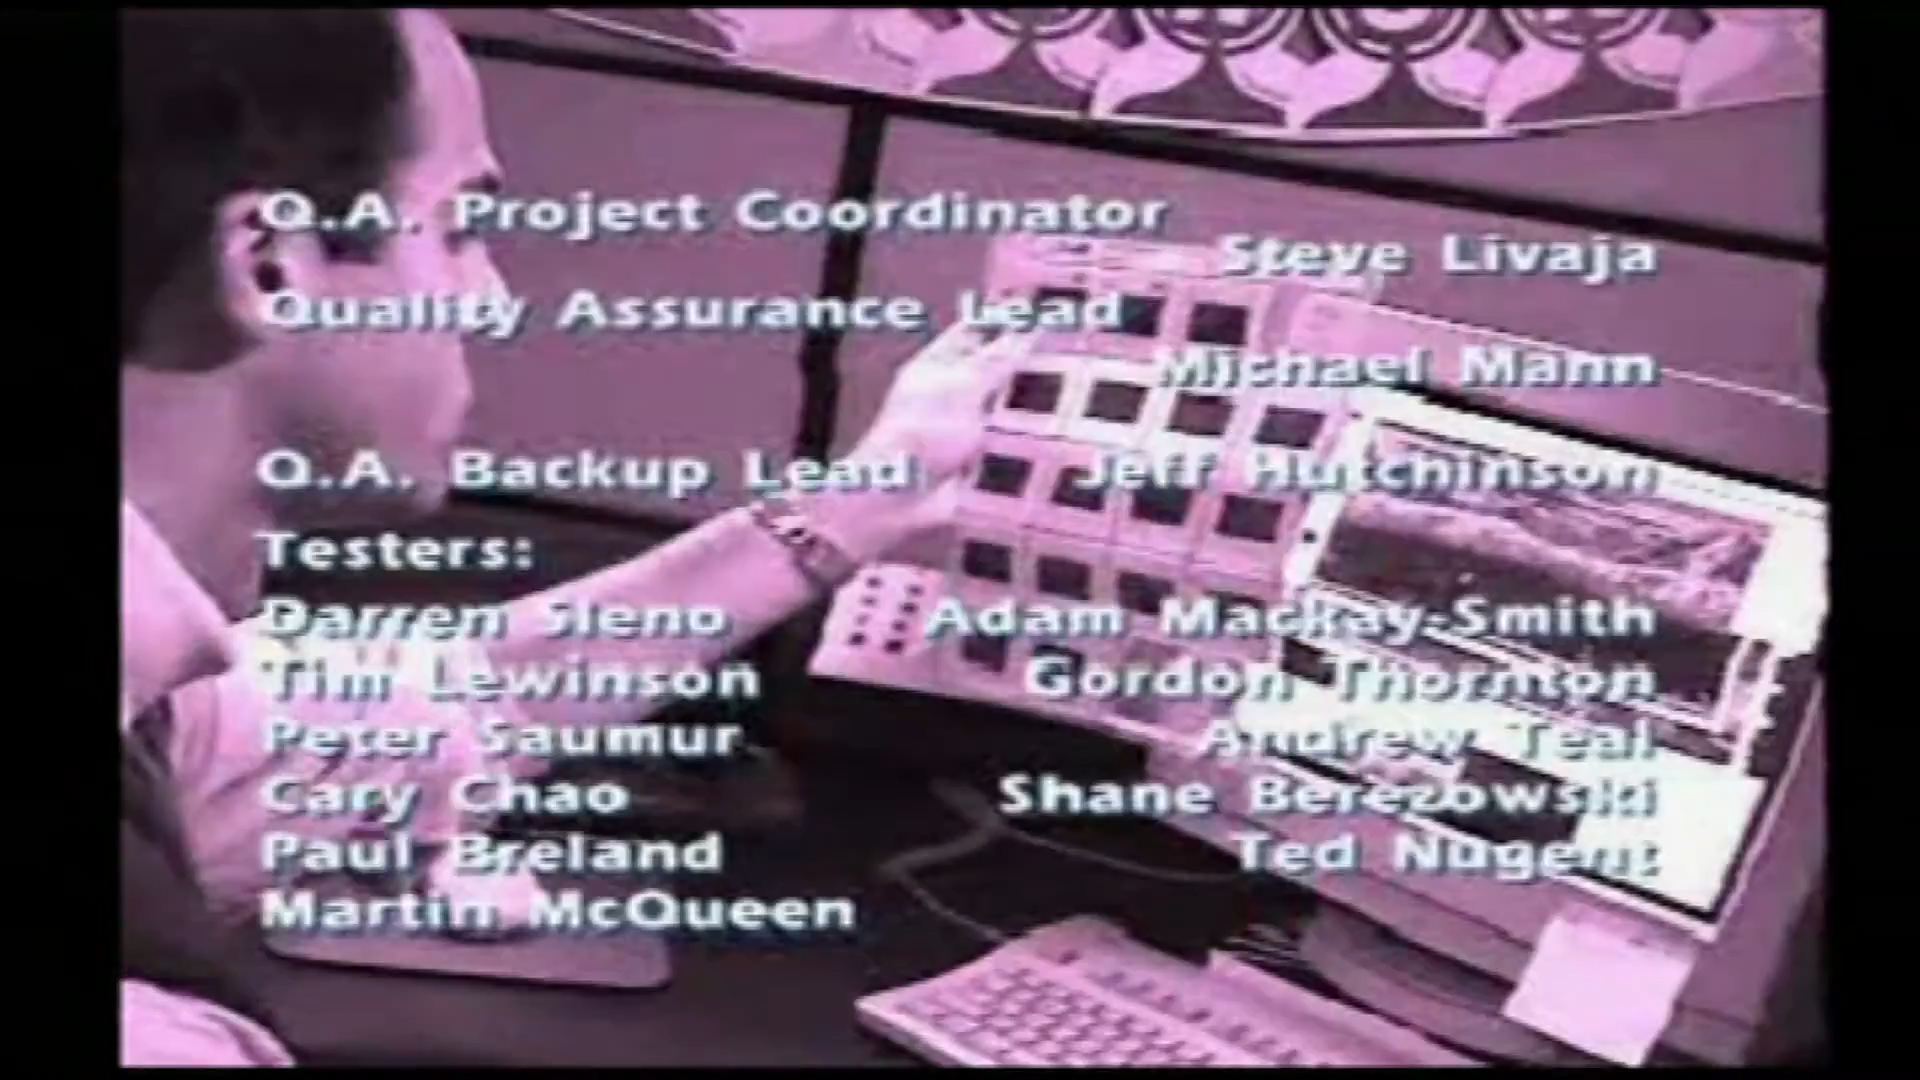 Q.A. Project Coordinator
Steve Livaja
Quality Assurance Lead
Michael Mann
Q.A. Backup Lead Jeff Hutchinson
Testers:
Darren Sleno Adam Mackay-Smith
Tim Lewinson Gordon Thornton
Peter Saumur Andrew Teal
Cary Chao Shane Berezowski
Paul Breland Ted Nugent
Martin McQueen